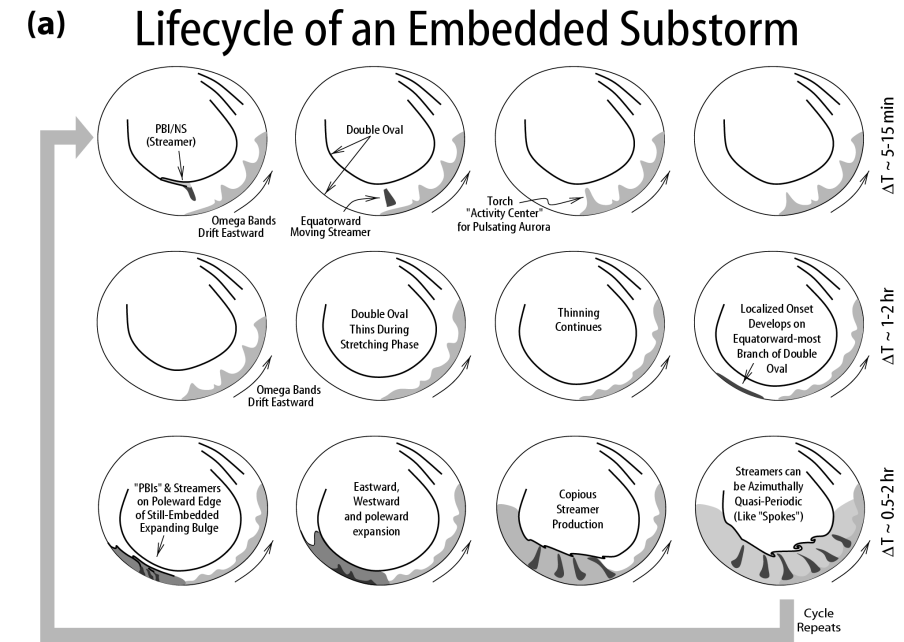 (a)
Lifecycle of an Embedded Substorm
PBI/NS
(Streamer)
Omega Bands
Drift Eastward
Double Oval
Equatorward
Moving Streamer
Torch
"Activity Center"
for Pulsating Aurora
ΔT ~ 5-15 min
Omega Bands
Drift Eastward
Double Oval
Thins During
Stretching Phase
Thinning
Continues
Localized Onset
Develops on
Equatorward-most
Branch of Double
Oval
ΔT ~ 1-2 hr
"PBIs" & Streamers
on Poleward Edge
of Still-Embedded
Expanding Bulge
Eastward,
Westward
and poleward
expansion
Copious
Streamer
Production
Streamers can
be Azimuthally
Quasi-Periodic
(Like "Spokes")
ΔT ~ 0.5-2 hr
Cycle
Repeats